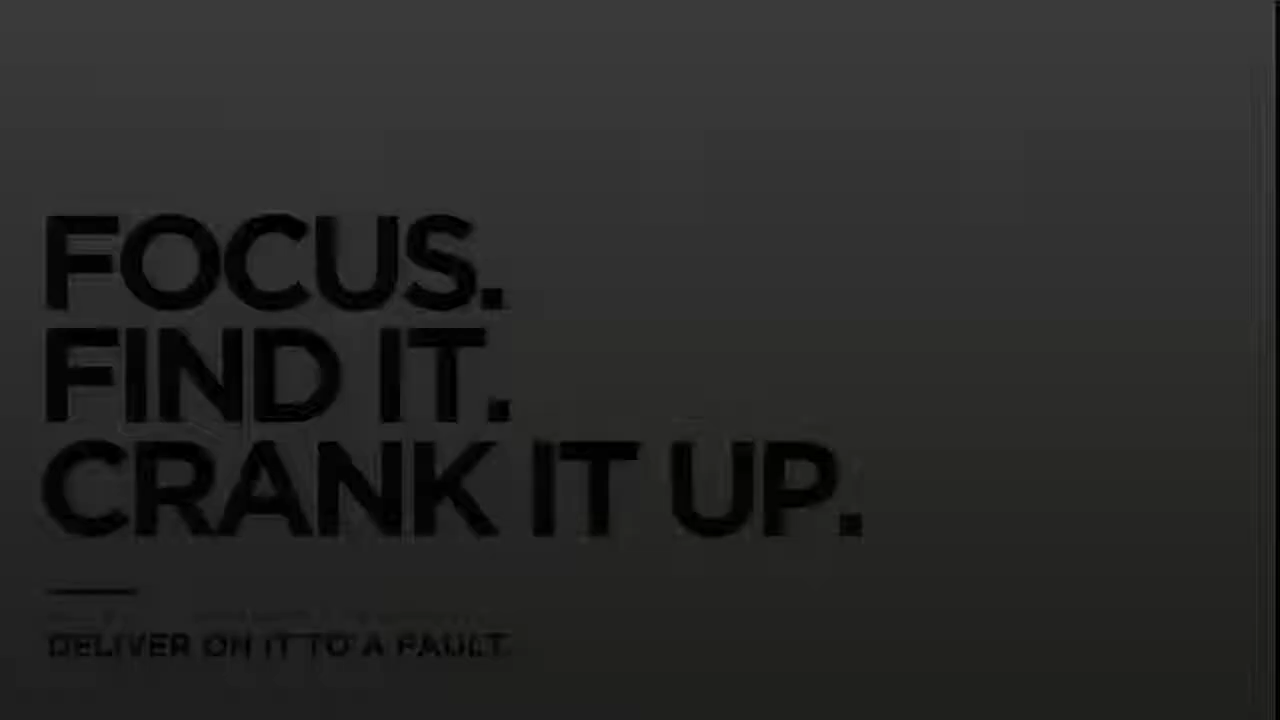 FOCUS.
FIND IT.
CRANK IT UP.
DELIVER ON IT TO A FAULT.